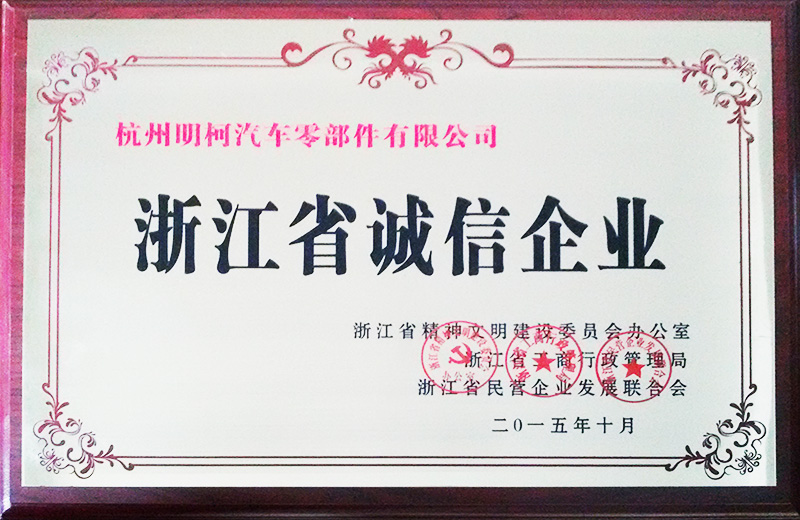 杭州明柯汽车零部件有限公司
浙江省诚信企业
浙江省精神文明建设委员会办公室
浙江省工商行政管理局
浙江省民营企业发展联合会
二〇一五年十月